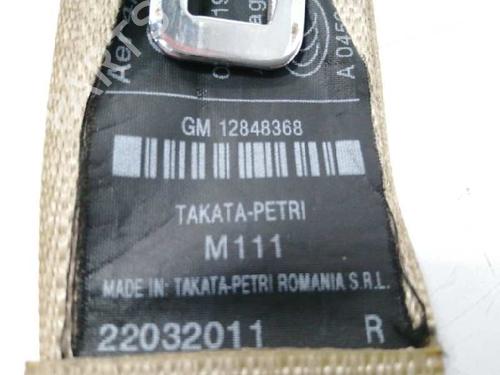 GM 12848368
TAKATA-PETRI
M111
MADE IN: TAKATA-PETRI ROMANIA S.R.L.
22032011 R